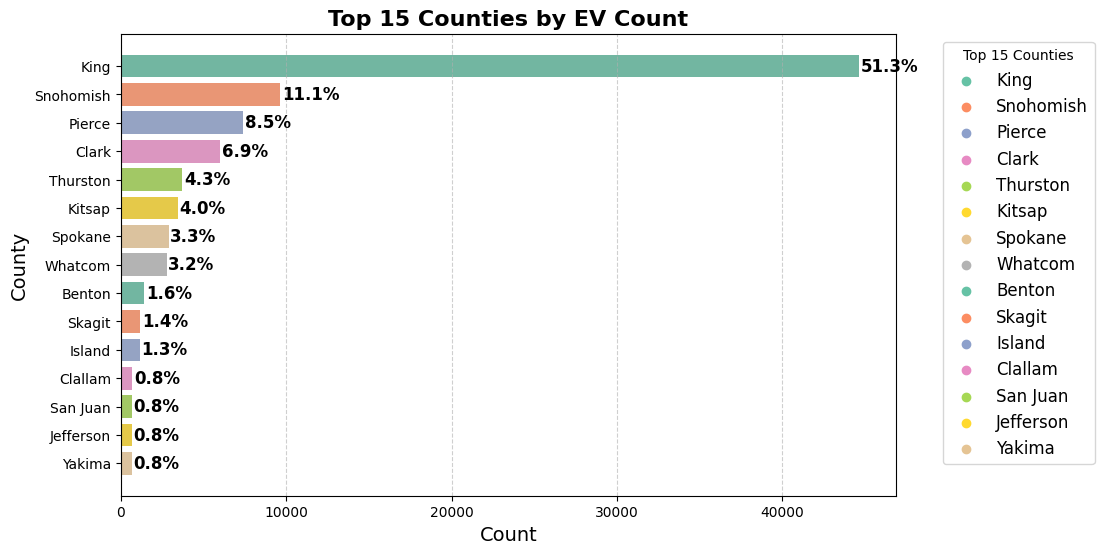 Top 15 Counties by EV Count
King 51.3%
Snohomish 11.1%
Pierce 8.5%
Clark 6.9%
Thurston 4.3%
Kitsap 4.0%
Spokane 3.3%
Whatcom 3.2%
Benton 1.6%
Skagit 1.4%
Island 1.3%
Clallam 0.8%
San Juan 0.8%
Jefferson 0.8%
Yakima 0.8%
County
0 10000 20000 30000 40000
Count
Top 15 Counties
King
Snohomish
Pierce
Clark
Thurston
Kitsap
Spokane
Whatcom
Benton
Skagit
Island
Clallam
San Juan
Jefferson
Yakima